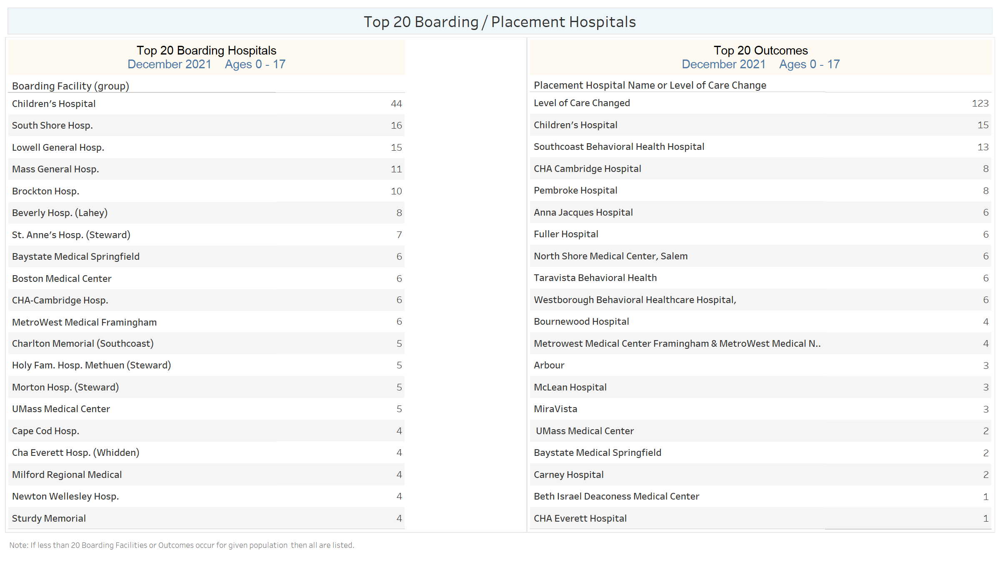 Top 20 Boarding / Placement Hospitals
Top 20 Boarding Hospitals
December 2021 Ages 0 - 17
Boarding Facility (group)
Children's Hospital 44
South Shore Hosp. 16
Lowell General Hosp. 15
Mass General Hosp. 11
Brockton Hosp. 10
Beverly Hosp. (Lahey) 8
St. Anne's Hosp. (Steward) 7
Baystate Medical Springfield 6
Boston Medical Center 6
CHA-Cambridge Hosp. 6
MetroWest Medical Framingham 6
Charlton Memorial (Southcoast) 5
Holy Fam. Hosp. Methuen (Steward) 5
Morton Hosp. (Steward) 5
UMass Medical Center 5
Cape Cod Hosp. 4
Cha Everett Hosp. (Whidden) 4
Milford Regional Medical 4
Newton Wellesley Hosp. 4
Sturdy Memorial 4
Top 20 Outcomes
December 2021 Ages 0 - 17
Placement Hospital Name or Level of Care Change
Level of Care Changed 123
Children's Hospital 15
Southcoast Behavioral Health Hospital 13
CHA Cambridge Hospital 8
Pembroke Hospital 8
Anna Jacques Hospital 6
Fuller Hospital 6
North Shore Medical Center, Salem 6
Taravista Behavioral Health 6
Westborough Behavioral Healthcare Hospital, 6
Bournewood Hospital 4
Metrowest Medical Center Framingham & MetroWest Medical N.. 4
Arbour 3
McLean Hospital 3
MiraVista 3
UMass Medical Center 2
Baystate Medical Springfield 2
Carney Hospital 2
Beth Israel Deaconess Medical Center 1
CHA Everett Hospital 1
Note: If less than 20 Boarding Facilities or Outcomes occur for given population then all are listed.